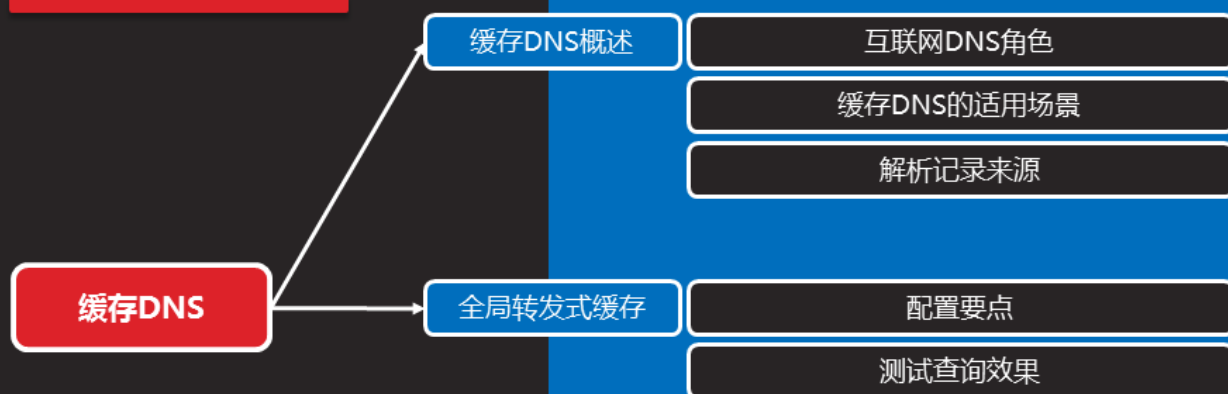 缓存DNS概述
互联网DNS角色
缓存DNS的适用场景
解析记录来源
缓存DNS
全局转发式缓存
配置要点
测试查询效果